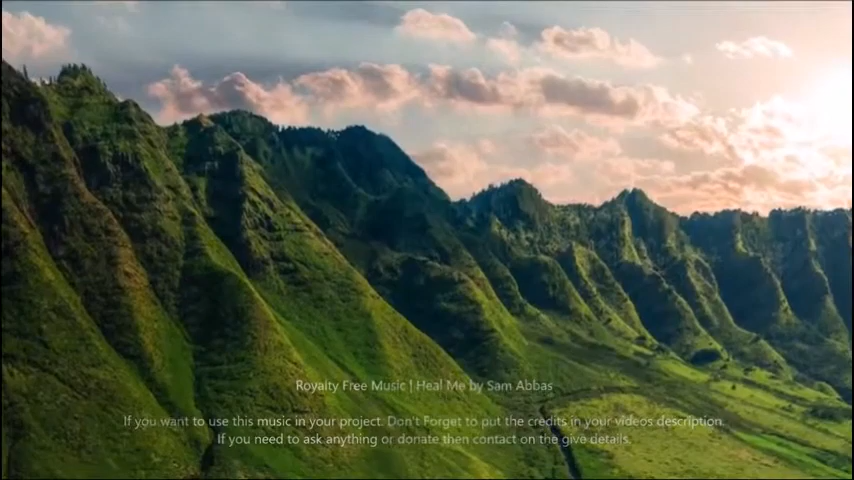 Royalty Free Music | Heal Me by Sam Abbas
If you want to use this music in your project. Don't Forget to put the credits in your videos description.
If you need to ask anything or donate then contact on the give details.